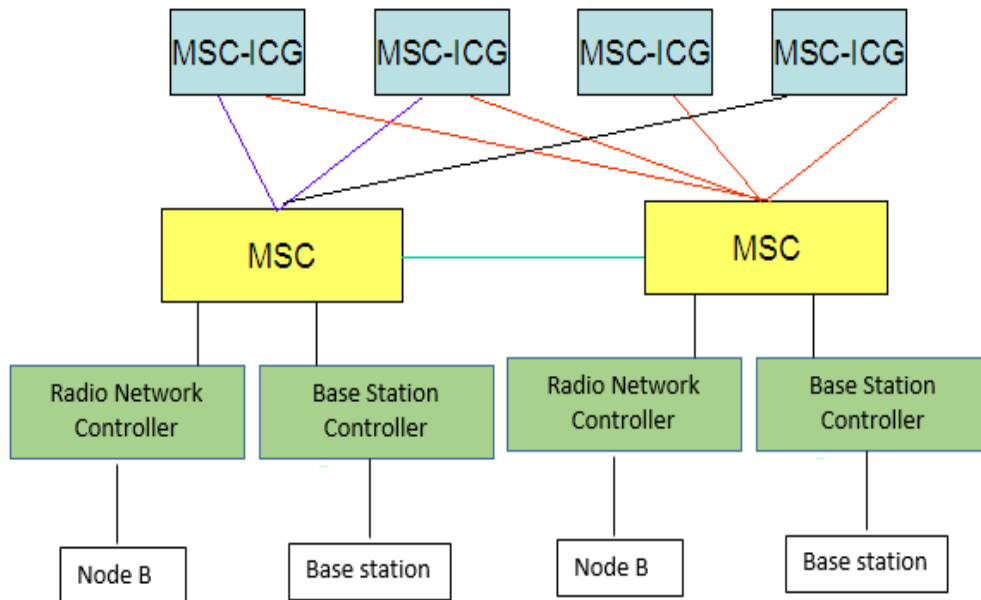 MSC-ICG
MSC-ICG
MSC-ICG
MSC-ICG
MSC
MSC
Radio Network
Controller
Base Station
Controller
Radio Network
Controller
Base Station
Controller
Node B
Base station
Node B
Base station